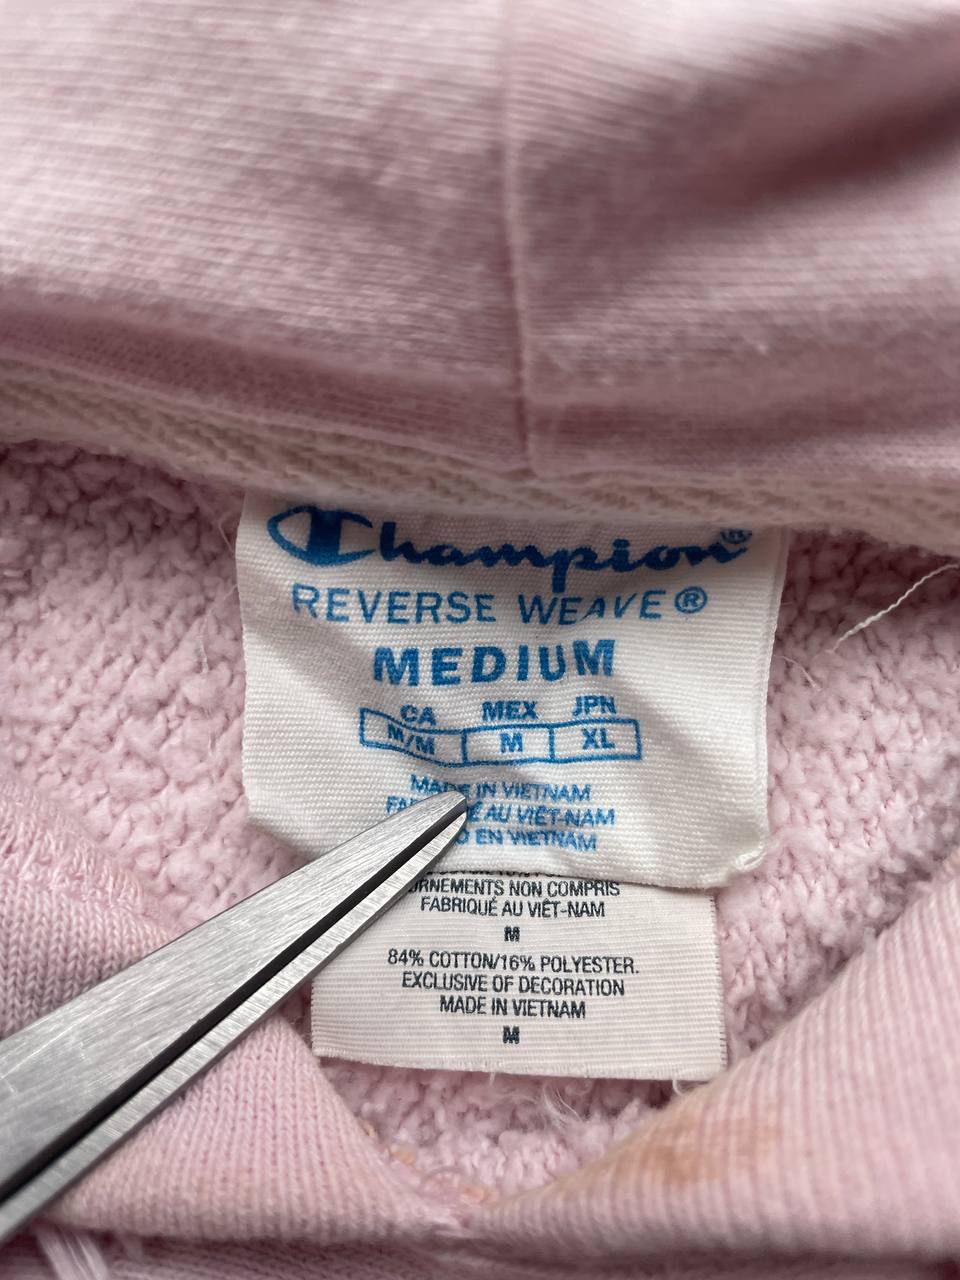 Champion®
REVERSE WEAVE®
MEDIUM
CA MEX JPN
M/M M XL
MADE IN VIETNAM
AU VIÊT-NAM
EN VIETNAM
NON COMPRIS
FABRIQUÉ AU VIÊT-NAM
M
84% COTTON/16% POLYESTER.
EXCLUSIVE OF DECORATION
MADE IN VIETNAM
M